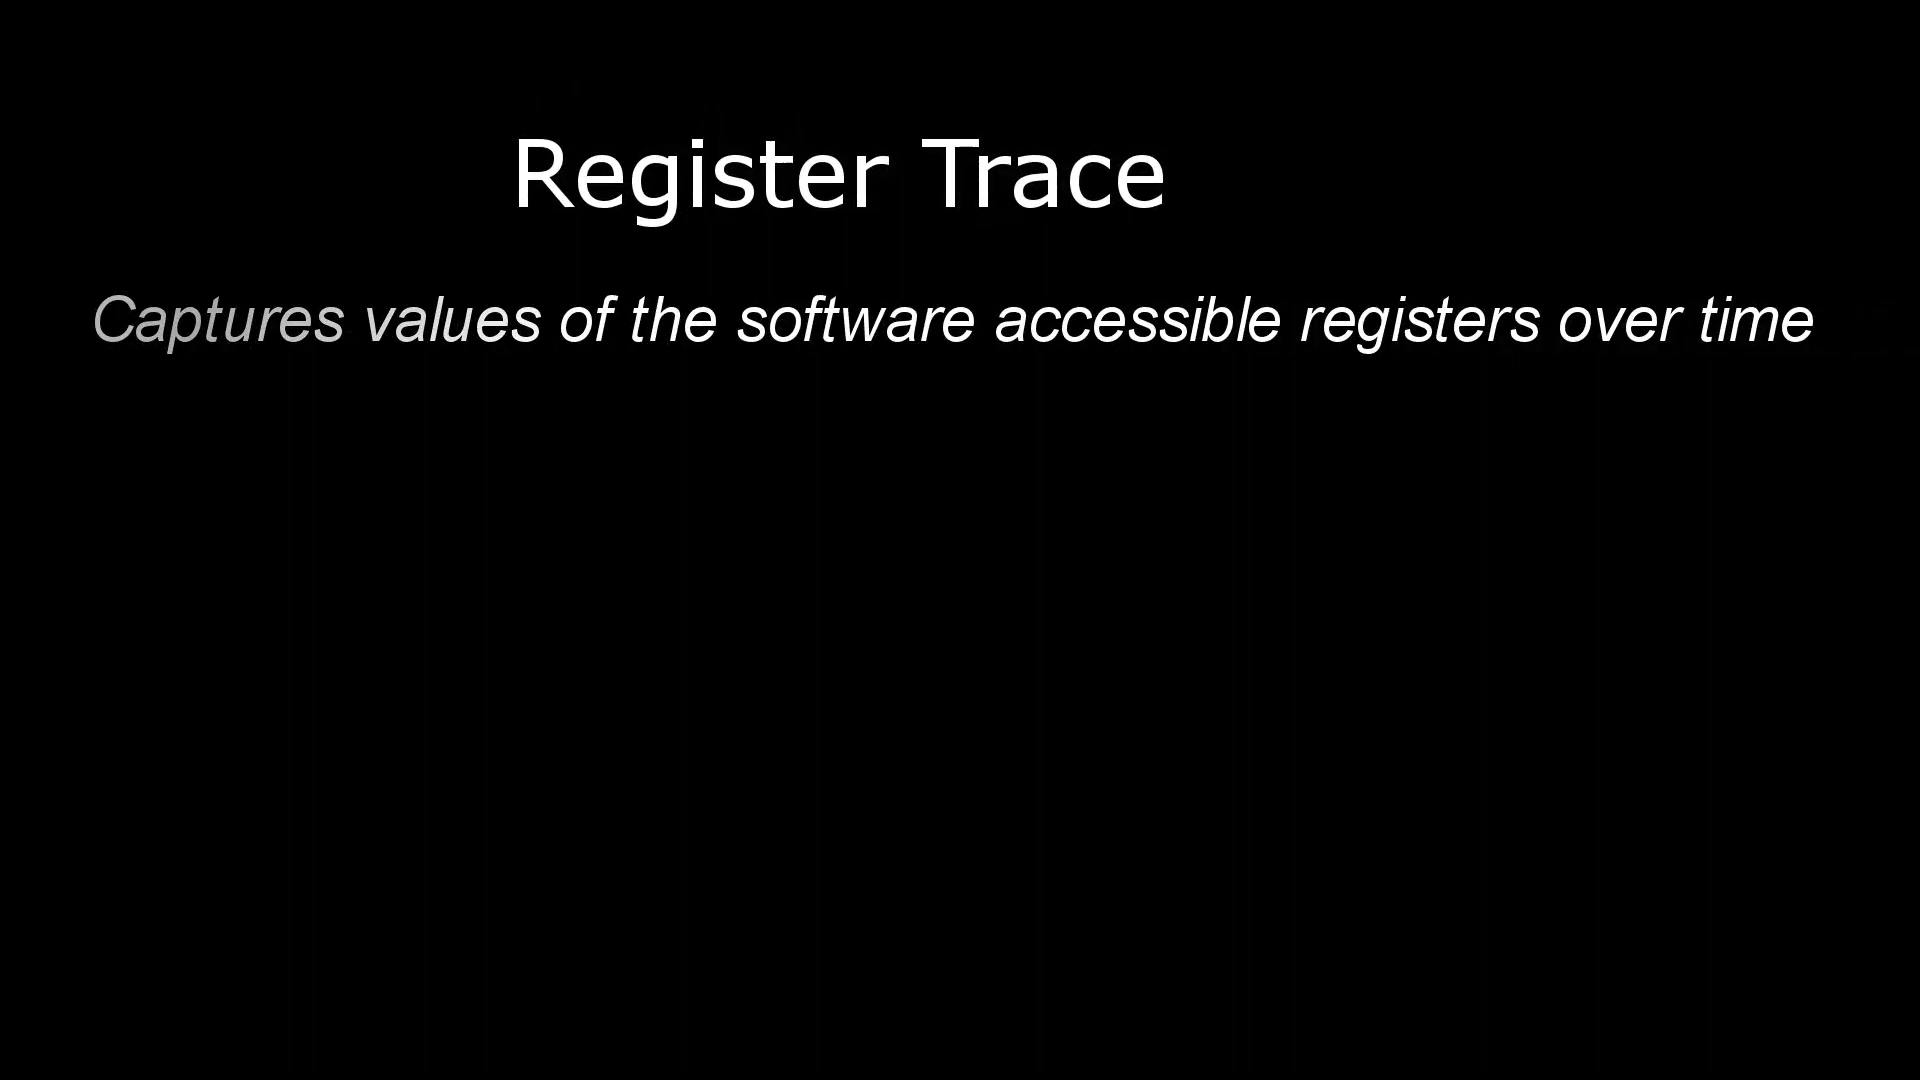 Register Trace
Captures values of the software accessible registers over time